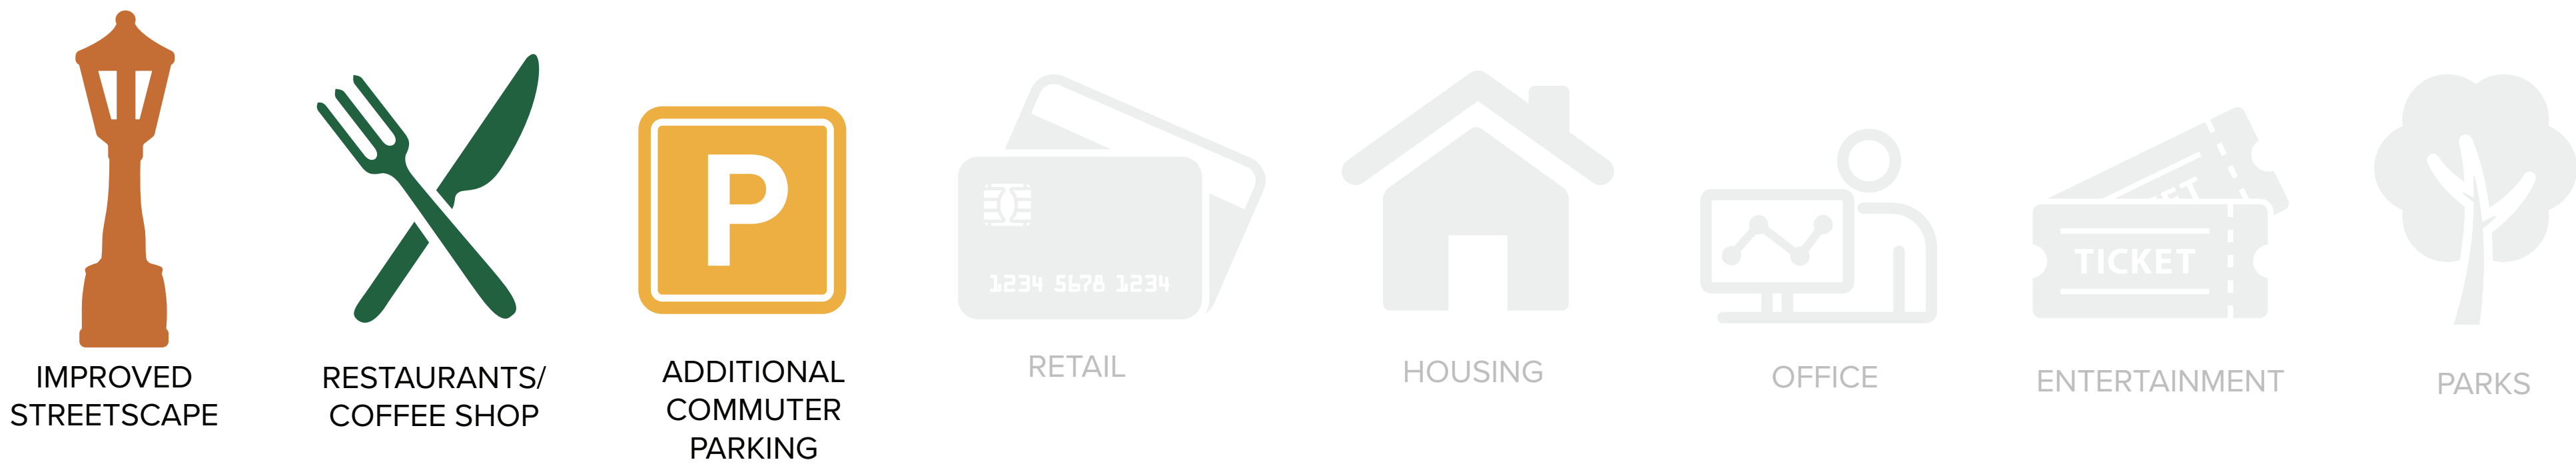 IMPROVED
STREETSCAPE
RESTAURANTS/
COFFEE SHOP
P
ADDITIONAL
COMMUTER
PARKING
1234 5678 1234
RETAIL
HOUSING
OFFICE
TICKET
ENTERTAINMENT
PARKS